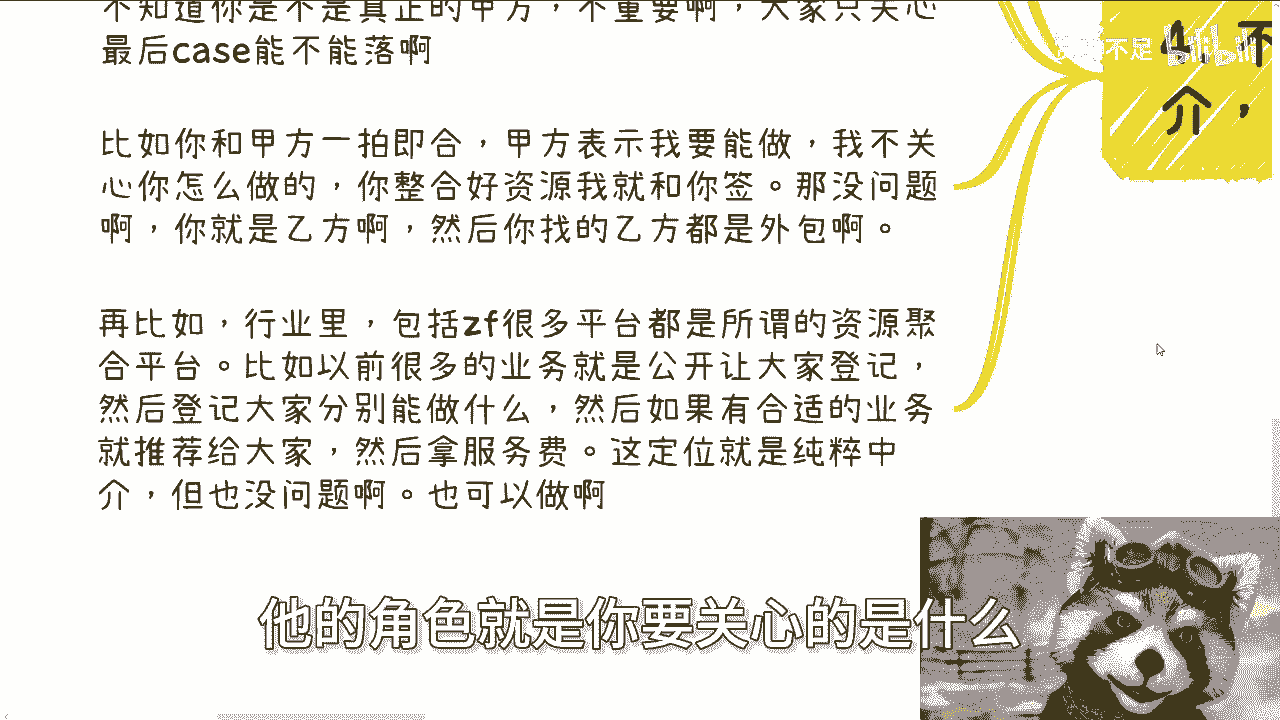 不知道你是不是真正的甲方，不重要啊，大家只关心
最后case能不能落啊
比如你和甲方一拍即合，甲方表示我要能做，我不关
心你怎么做的，你整合好资源我就和你签。那没问题
啊，你就是乙方啊，然后你找的乙方都是外包啊。
再比如，行业里，包括zf很多平台都是所谓的资源聚
合平台。比如以前很多的业务就是公开让大家登记，
然后登记大家分别能做什么，然后如果有合适的业务
就推荐给大家，然后拿服务费。这定位就是纯粹中
介，但也没问题啊。也可以做啊
不足 bilibili
介，
他的角色就是你要关心的是什么